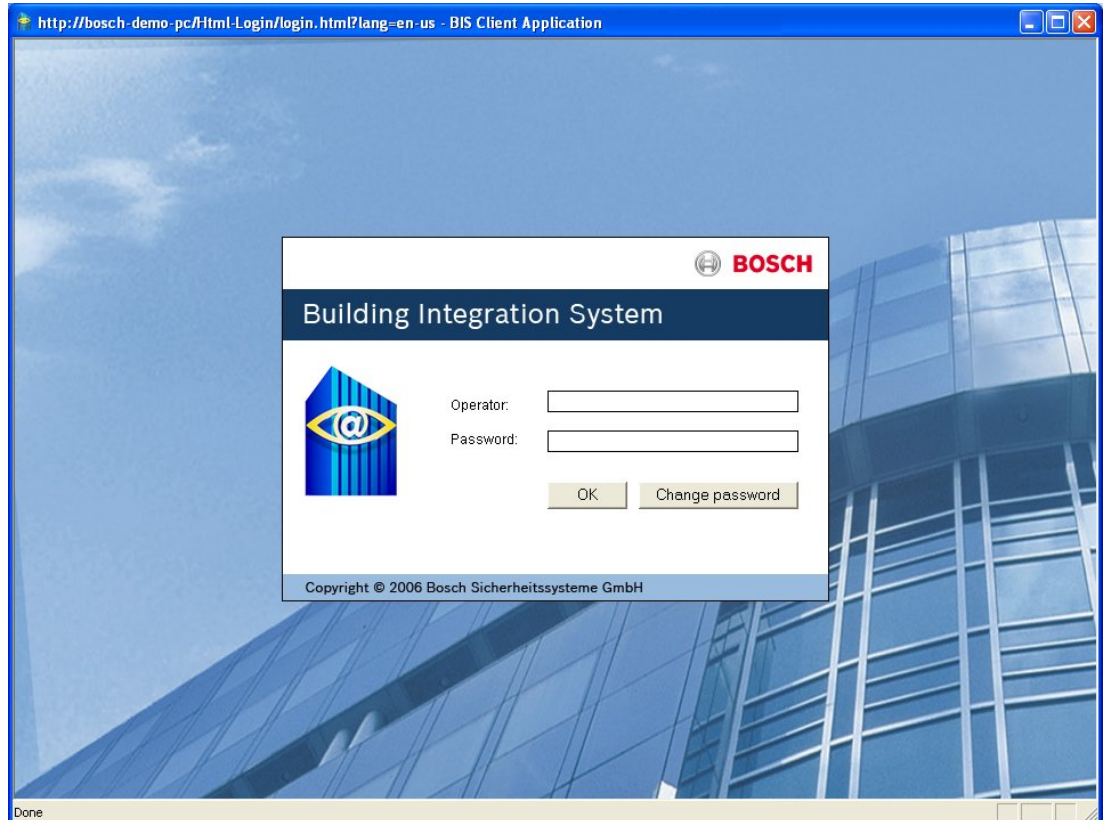 http://bosch-demo-pc/Html-Login/login.html?lang=en-us - BIS Client Application
BOSCH
Building Integration System
@
Operator:
Password:
OK
Change password
Copyright © 2006 Bosch Sicherheitssysteme GmbH
Done